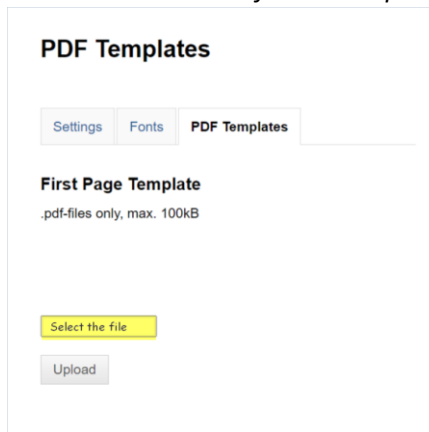 PDF Templates
Settings Fonts PDF Templates
First Page Template
.pdf-files only, max. 100kB
Select the file
Upload